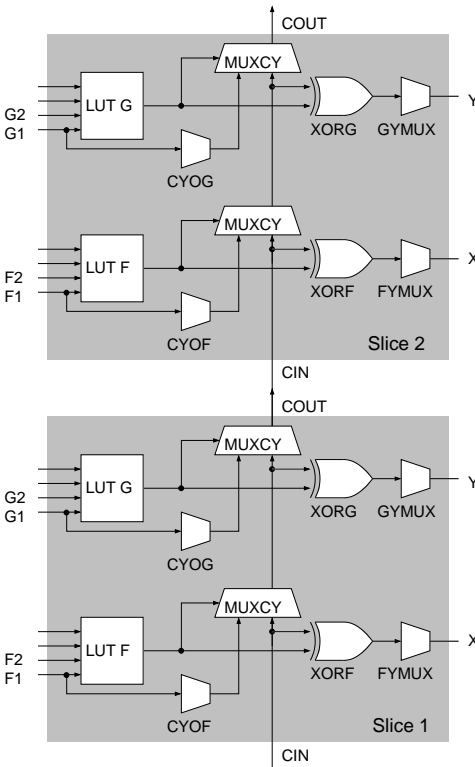 COUT
MUXCY
LUT G
G2
G1
XORG
GYMUX
Y
CYOG
MUXCY
LUT F
F2
F1
XORF
FYMUX
X
CYOF
Slice 2
CIN
COUT
MUXCY
LUT G
G2
G1
XORG
GYMUX
Y
CYOG
MUXCY
LUT F
F2
F1
XORF
FYMUX
X
CYOF
Slice 1
CIN